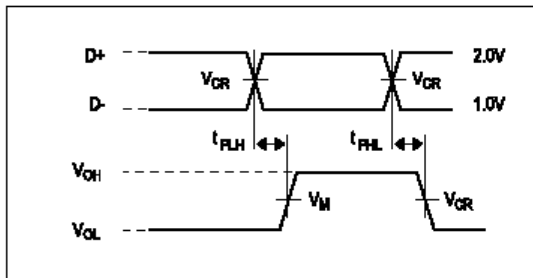 D+ 2.0V
VCR VCR
D- 1.0V
tPLH tPHL
VOH
VM VCR
VOL